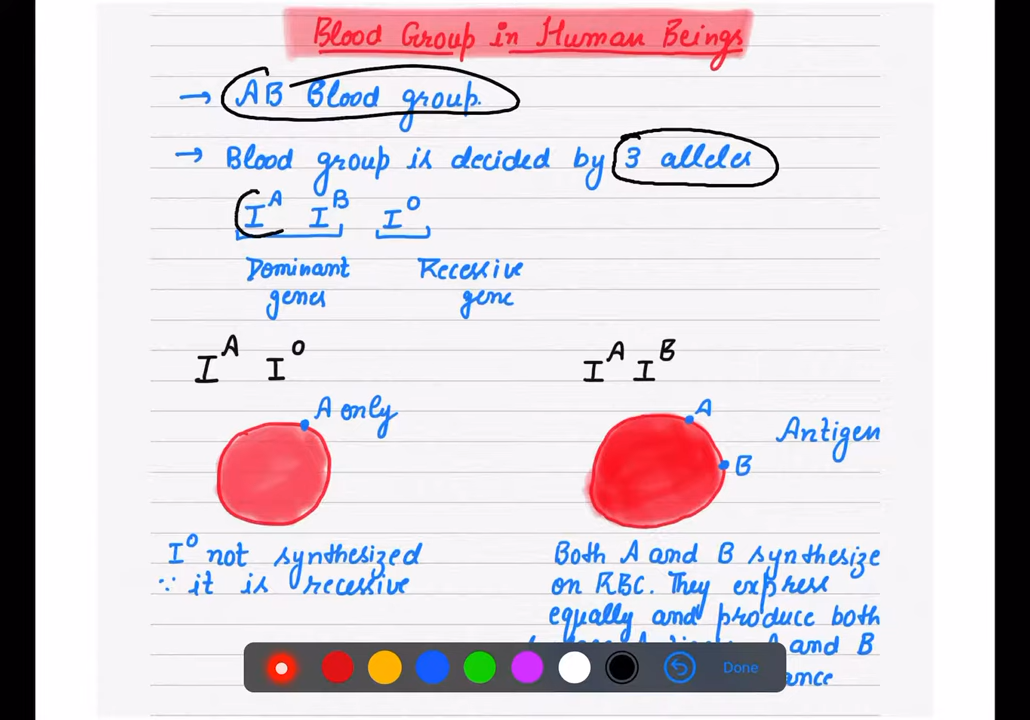 Blood Group in Human Beings
→ AB Blood group.
→ Blood group is decided by 3 alleles
I^A I^B I^O
Dominant genes
Recessive gene
I^A I^O
A only
I^O not synthesized
∵ it is recessive
I^A I^B
A
B
Antigen
Both A and B synthesize
on RBC. They express
equally and produce both
A and B
Done